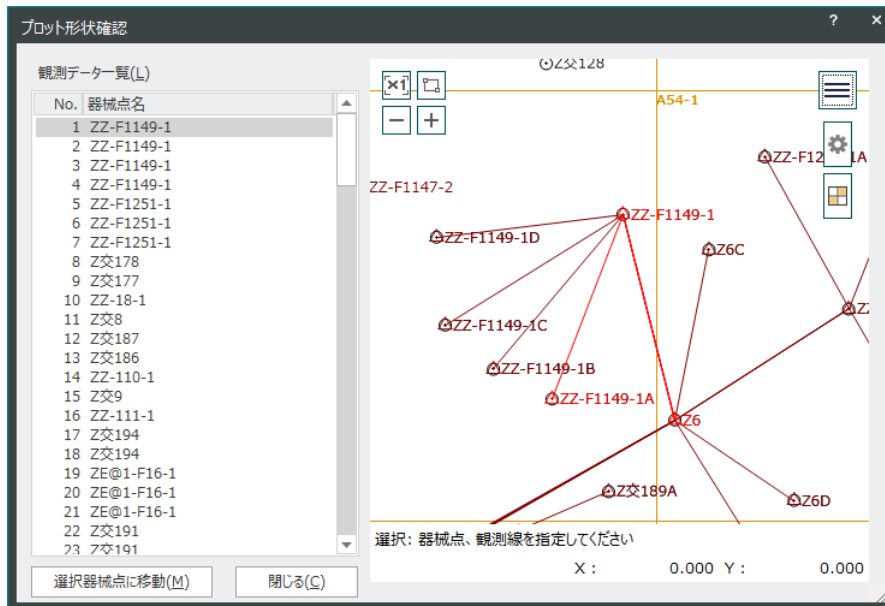 プロット形状確認
? ×
観測データ一覧(L)
No. 器械点名
1 ZZ-F1149-1
2 ZZ-F1149-1
3 ZZ-F1149-1
4 ZZ-F1149-1
5 ZZ-F1251-1
6 ZZ-F1251-1
7 ZZ-F1251-1
8 Z交178
9 Z交177
10 ZZ-18-1
11 Z交8
12 Z交187
13 Z交186
14 ZZ-110-1
15 Z交9
16 ZZ-111-1
17 Z交194
18 Z交194
19 ZE@1-F16-1
20 ZE@1-F16-1
21 ZE@1-F16-1
22 Z交191
23 Z交191
選択器械点に移動(M)
閉じる(C)
×1
Z交128
A54-1
ZZ-F12
1A
ZZ-F1147-2
ZZ-F1149-1
ZZ-F1149-1D
Z6C
ZZ-F1149-1C
ZZ-F1149-1B
ZZ-F1149-1A
Z6
Z交189A
Z6D
選択: 器械点、観測線を指定してください
X : 0.000 Y : 0.000